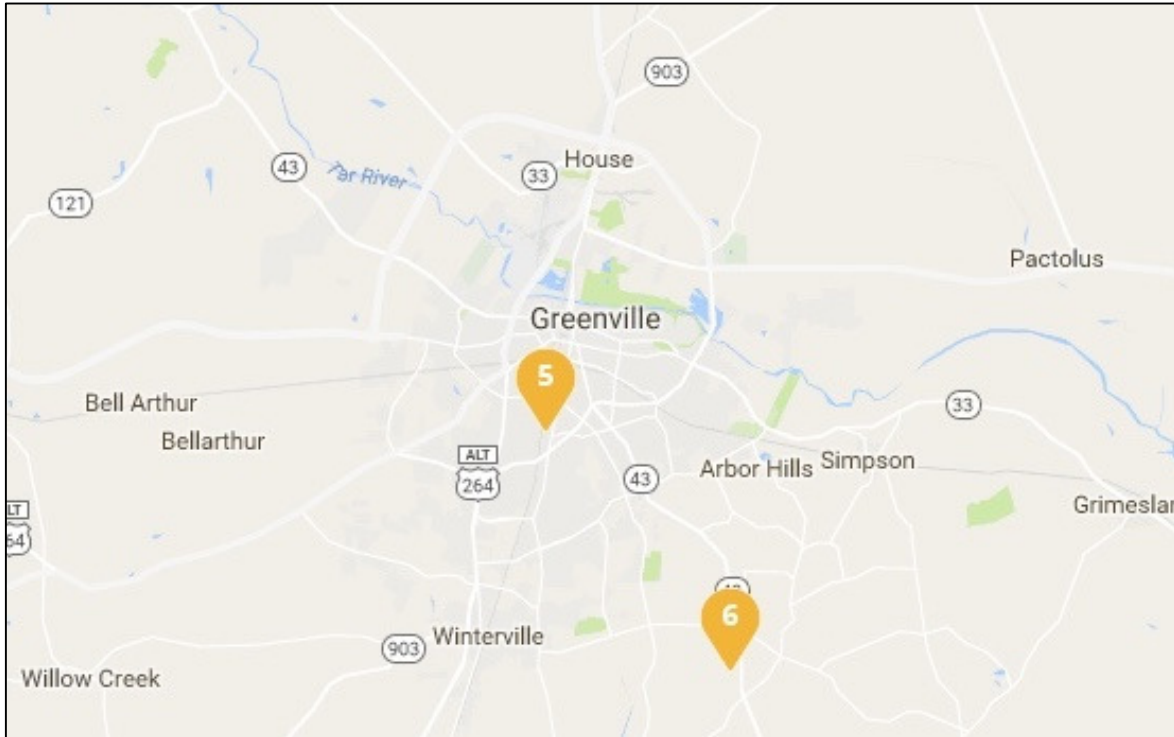 903
House
33
43
Tar River
121
Pactolus
Greenville
5
Bell Arthur
33
Bellarthur
ALT
Arbor Hills
Simpson
264
43
Grimeslan
LT
64
6
Winterville
903
Willow Creek